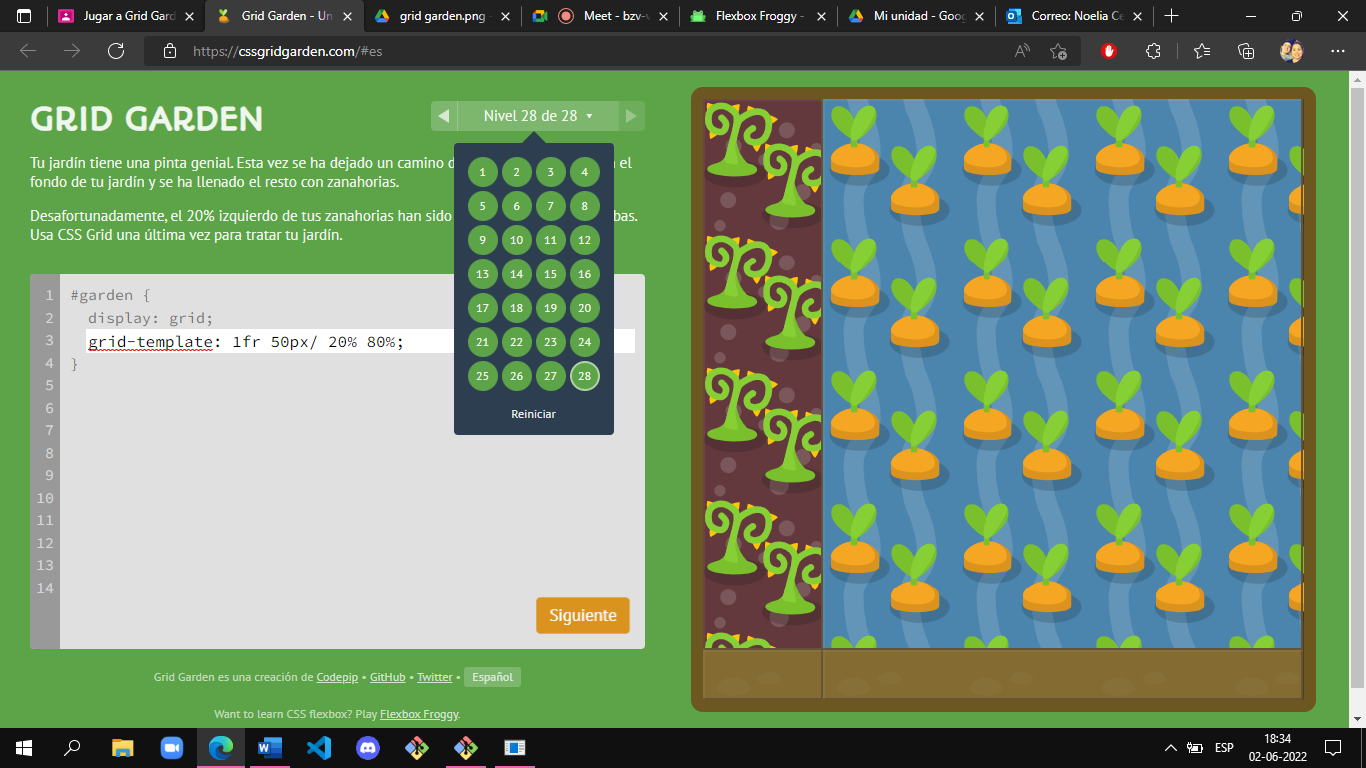 Jugar a Grid Gard
Grid Garden - Un
grid garden.png -
Meet - bzv-v
Flexbox Froggy -
Mi unidad - Goog
Correo: Noelia Ce
https://cssgridgarden.com/#es
GRID GARDEN
Nivel 28 de 28
Tu jardín tiene una pinta genial. Esta vez se ha dejado un camino d el
fondo de tu jardín y se ha llenado el resto con zanahorias.
Desafortunadamente, el 20% izquierdo de tus zanahorias han sido bas.
Usa CSS Grid una última vez para tratar tu jardín.
1 2 3 4
5 6 7 8
9 10 11 12
13 14 15 16
17 18 19 20
21 22 23 24
25 26 27 28
Reiniciar
1 #garden {
2 display: grid;
3 grid-template: 1fr 50px/ 20% 80%;
4 }
5
6
7
8
9
10
11
12
13
14
Siguiente
Grid Garden es una creación de Codepip • GitHub • Twitter • Español
Want to learn CSS flexbox? Play Flexbox Froggy.
ESP
18:34
02-06-2022